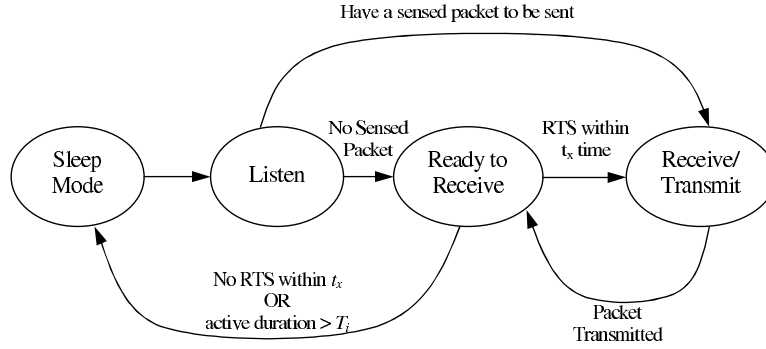 Have a sensed packet to be sent
No Sensed
Packet
RTS within
tx time
Sleep
Mode
Listen
Ready to
Receive
Receive/
Transmit
No RTS within tx
OR
active duration > Ti
Packet
Transmitted